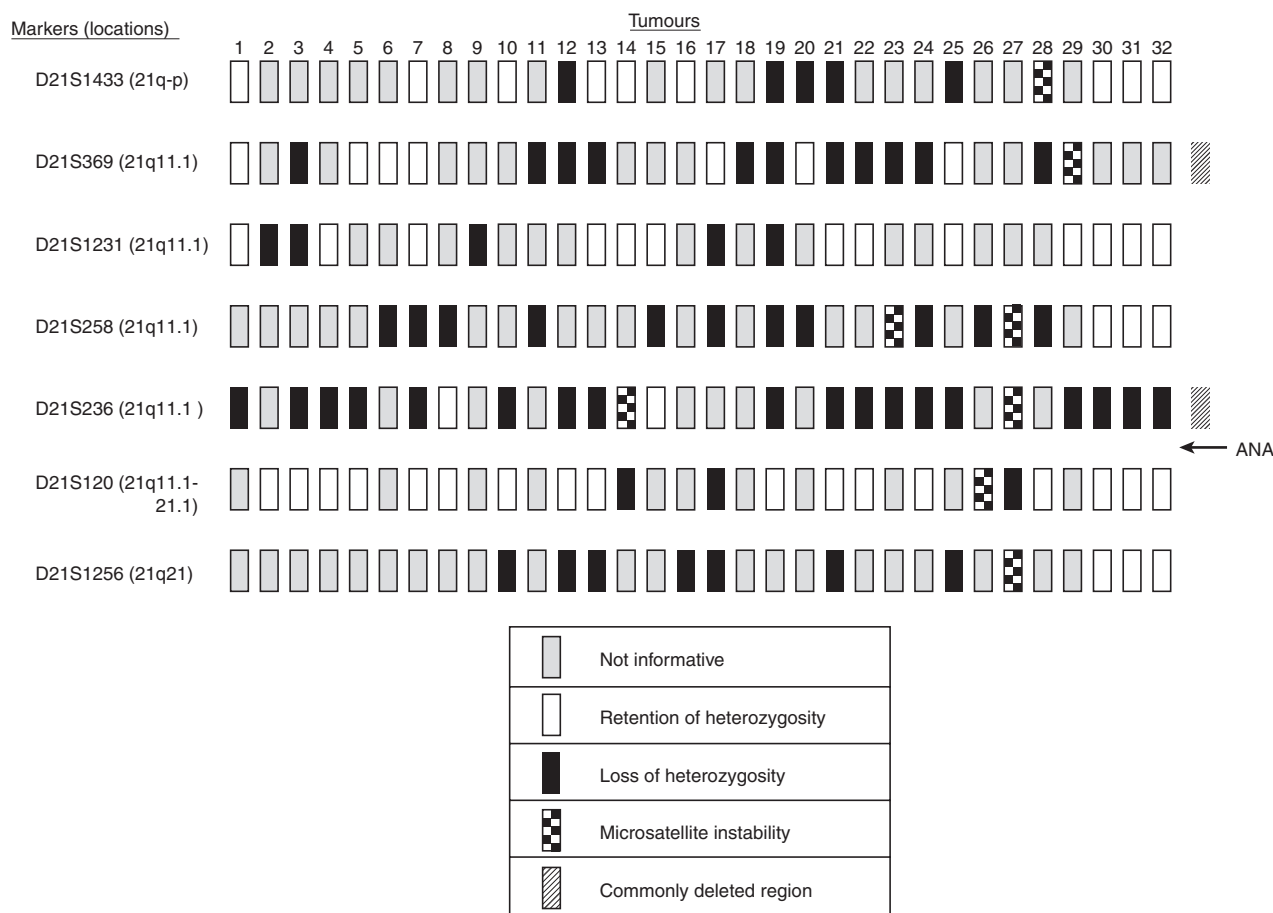 Tumours
Markers (locations)
1 2 3 4 5 6 7 8 9 10 11 12 13 14 15 16 17 18 19 20 21 22 23 24 25 26 27 28 29 30 31 32
D21S1433 (21q-p)
D21S369 (21q11.1)
D21S1231 (21q11.1)
D21S258 (21q11.1)
D21S236 (21q11.1 )
ANA
D21S120 (21q11.1-
21.1)
D21S1256 (21q21)
Not informative
Retention of heterozygosity
Loss of heterozygosity
Microsatellite instability
Commonly deleted region